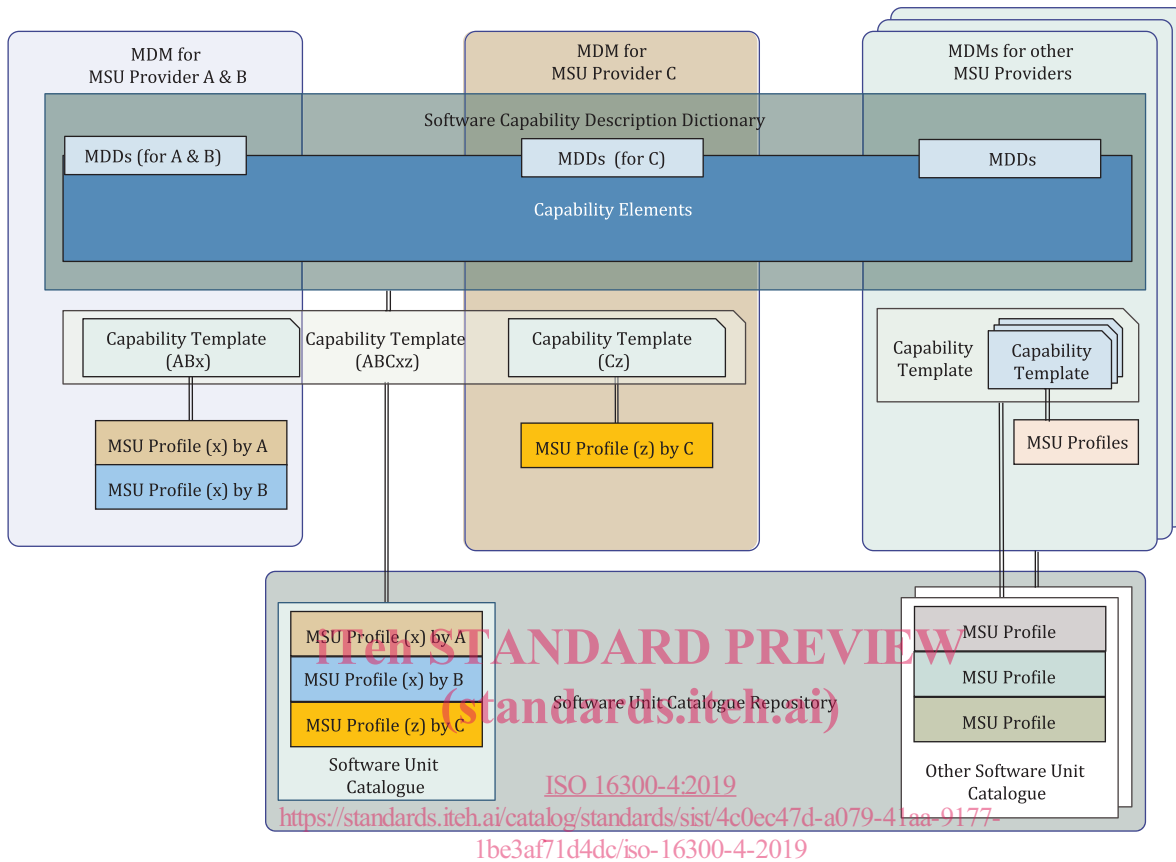 MDM for
MSU Provider A & B
MDM for
MSU Provider C
MDMs for other
MSU Providers
Software Capability Description Dictionary
MDDs (for A & B)
MDDs (for C)
MDDs
Capability Elements
Capability Template
(ABx)
Capability Template
(ABCxz)
Capability Template
(Cz)
Capability
Template
Capability
Template
MSU Profile (x) by A
MSU Profile (x) by B
MSU Profile (z) by C
MSU Profiles
MSU Profile (x) by A
MSU Profile (x) by B
MSU Profile (z) by C
Software Unit
Catalogue
Software Unit Catalogue Repository
MSU Profile
MSU Profile
MSU Profile
Other Software Unit
Catalogue
iTeh STANDARD PREVIEW
(standards.iteh.ai)
ISO 16300-4:2019
https://standards.iteh.ai/catalog/standards/sist/4c0ec47d-a079-41aa-9177-
1be3af71d4dc/iso-16300-4-2019